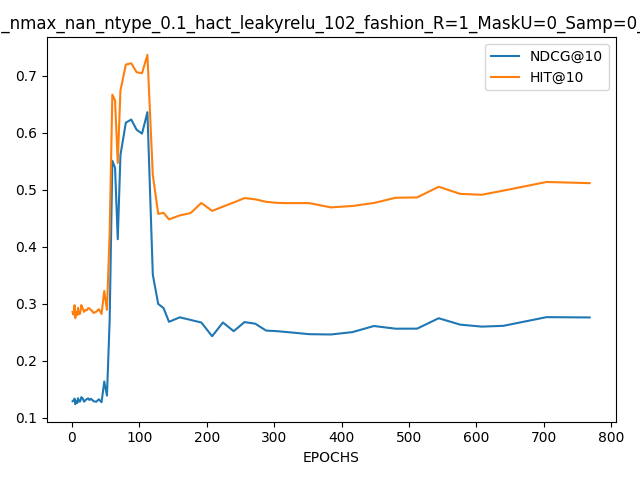 _nmax_nan_ntype_0.1_hact_leakyrelu_102_fashion_R=1_MaskU=0_Samp=0_
NDCG@10
HIT@10
0.7
0.6
0.5
0.4
0.3
0.2
0.1
0 100 200 300 400 500 600 700 800
EPOCHS